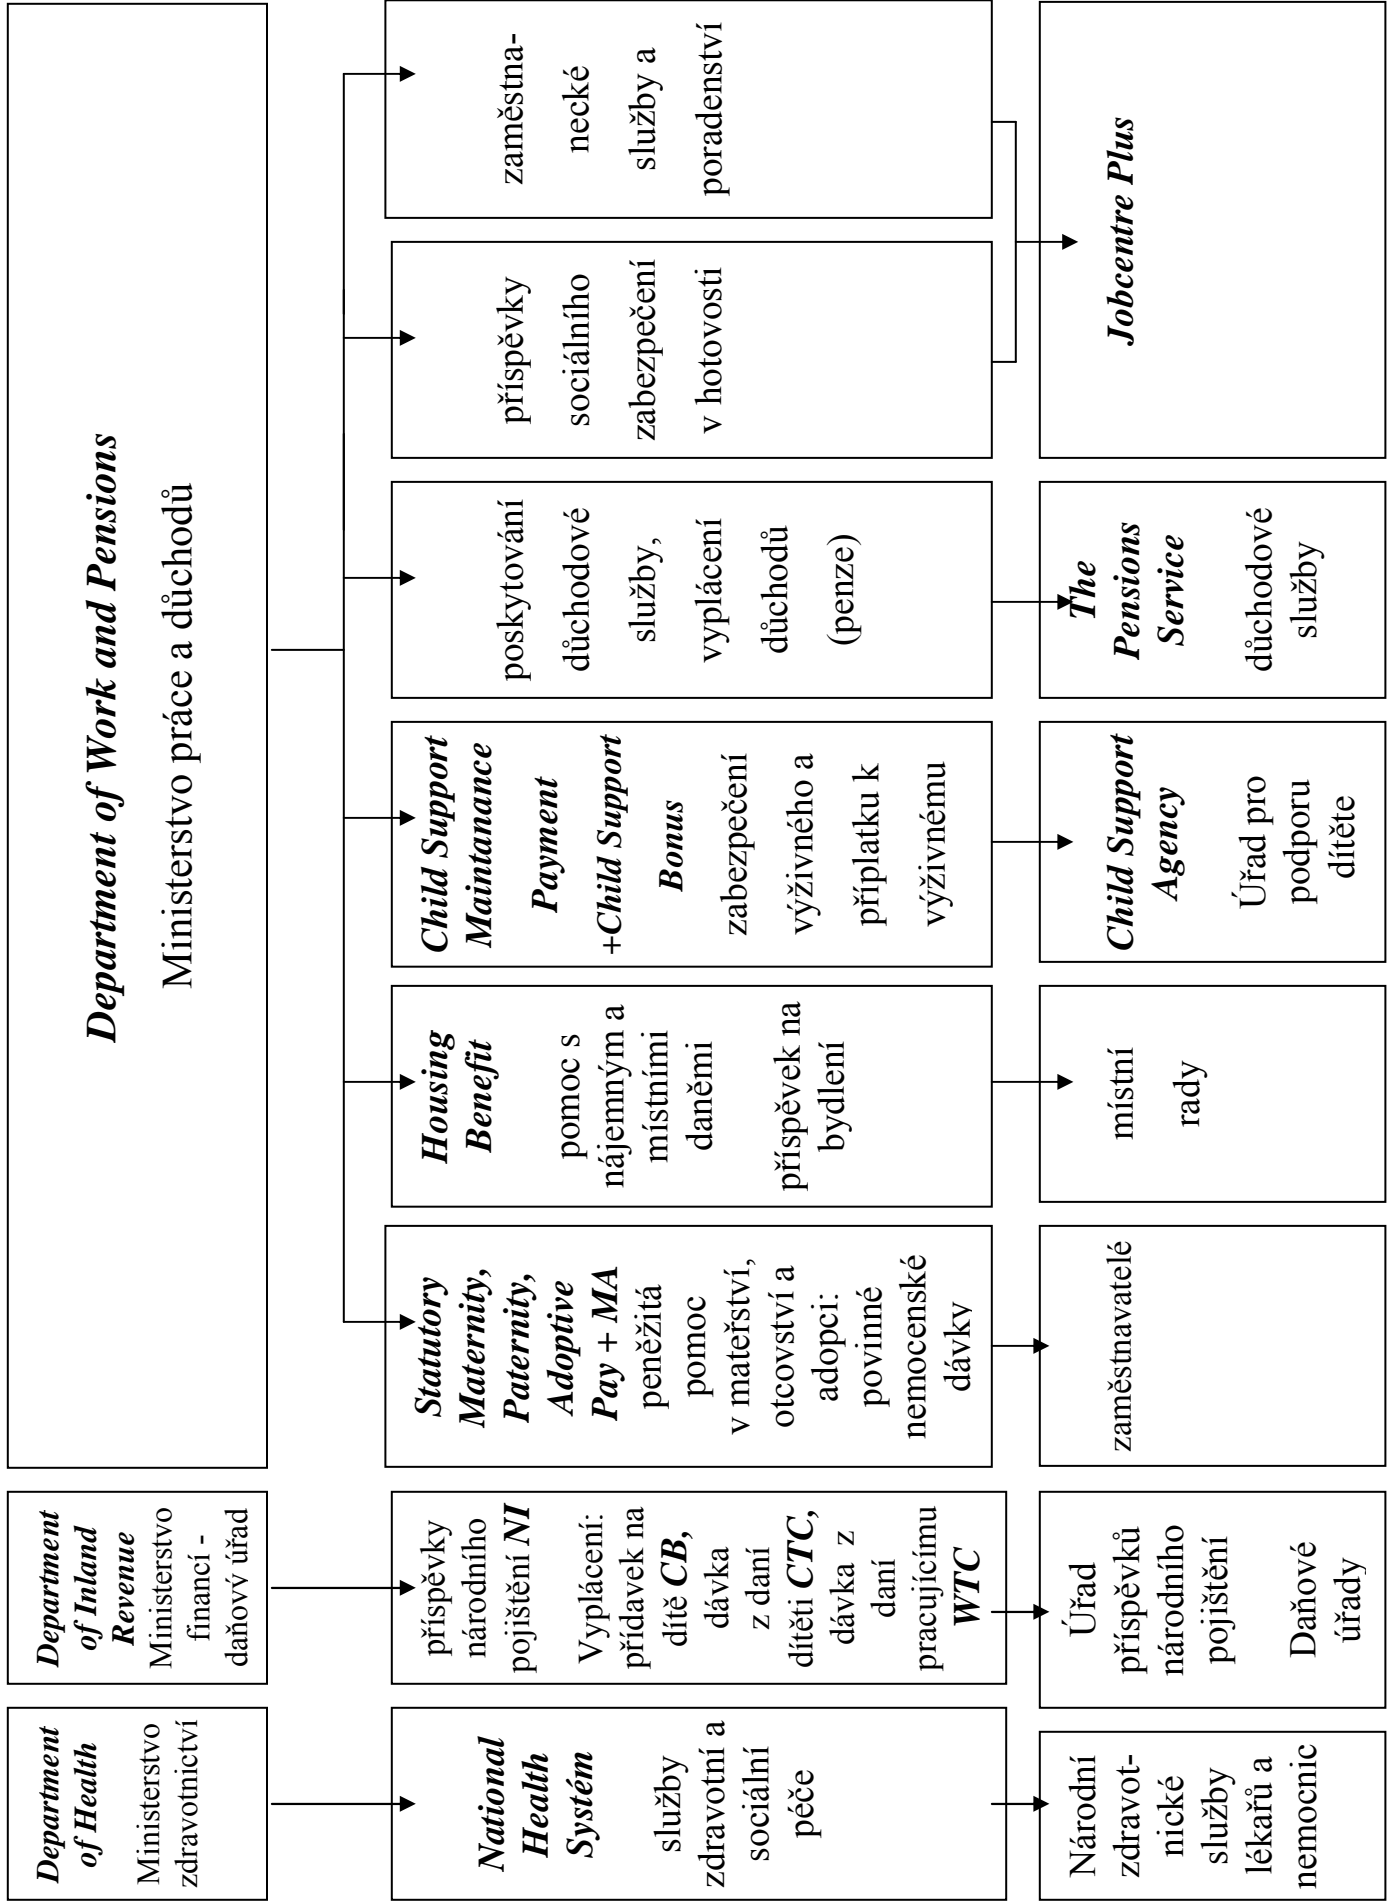 Department
of Health
Ministerstvo
zdravotnictví
Department
of Inland
Revenue
Ministerstvo
financí -
daňový úřad
Department of Work and Pensions
Ministerstvo práce a důchodů
National
Health
Systém
služby
zdravotní a
sociální
péče
příspěvky
národního
pojištění NI
Vyplácení:
přídavek na
dítě CB,
dávka
z daní
dítěti CTC,
dávka z
daní
pracujícímu
WTC
Statutory
Maternity,
Paternity,
Adoptive
Pay + MA
peněžitá
pomoc
v mateřství,
otcovství a
adopci:
povinné
nemocenské
dávky
Housing
Benefit
pomoc s
nájemným a
místními
daněmi
příspěvek na
bydlení
Child Support
Maintanance
Payment
+Child Support
Bonus
zabezpečení
výživného a
příplatku k
výživnému
poskytování
důchodové
služby,
vyplácení
důchodů
(penze)
příspěvky
sociálního
zabezpečení
v hotovosti
zaměstna-
necké
služby a
poradenství
Národní
zdravot-
nické
služby
lékařů a
nemocnic
Úřad
příspěvků
národního
pojištění
Daňové
úřady
zaměstnavatelé
místní
rady
Child Support
Agency
Úřad pro
podporu
dítěte
The
Pensions
Service
důchodové
služby
Jobcentre Plus